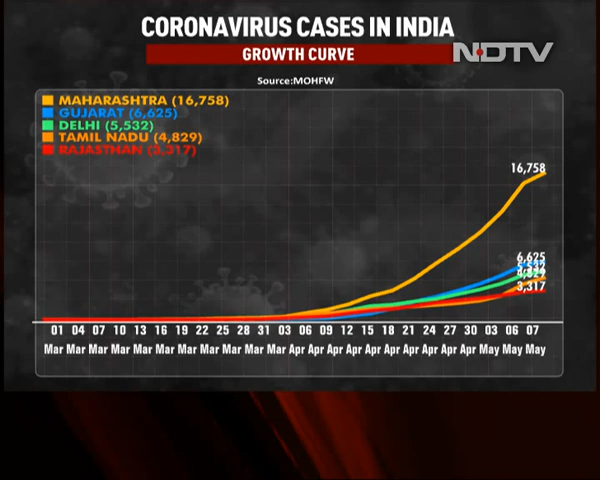 CORONAVIRUS CASES IN INDIA
GROWTH CURVE
NDTV
Source:MOHFW
MAHARASHTRA (16,758)
GUJARAT (6,625)
DELHI (5,532)
TAMIL NADU (4,829)
RAJASTHAN (3,317)
16,758
6,625
5,532
4,829
3,317
01 04 07 10 13 16 19 22 25 28 31 03 06 09 12 15 18 21 24 27 30 03 06 07
Mar Mar Mar Mar Mar Mar Mar Mar Mar Mar Mar Apr Apr Apr Apr Apr Apr Apr Apr Apr Apr May May May